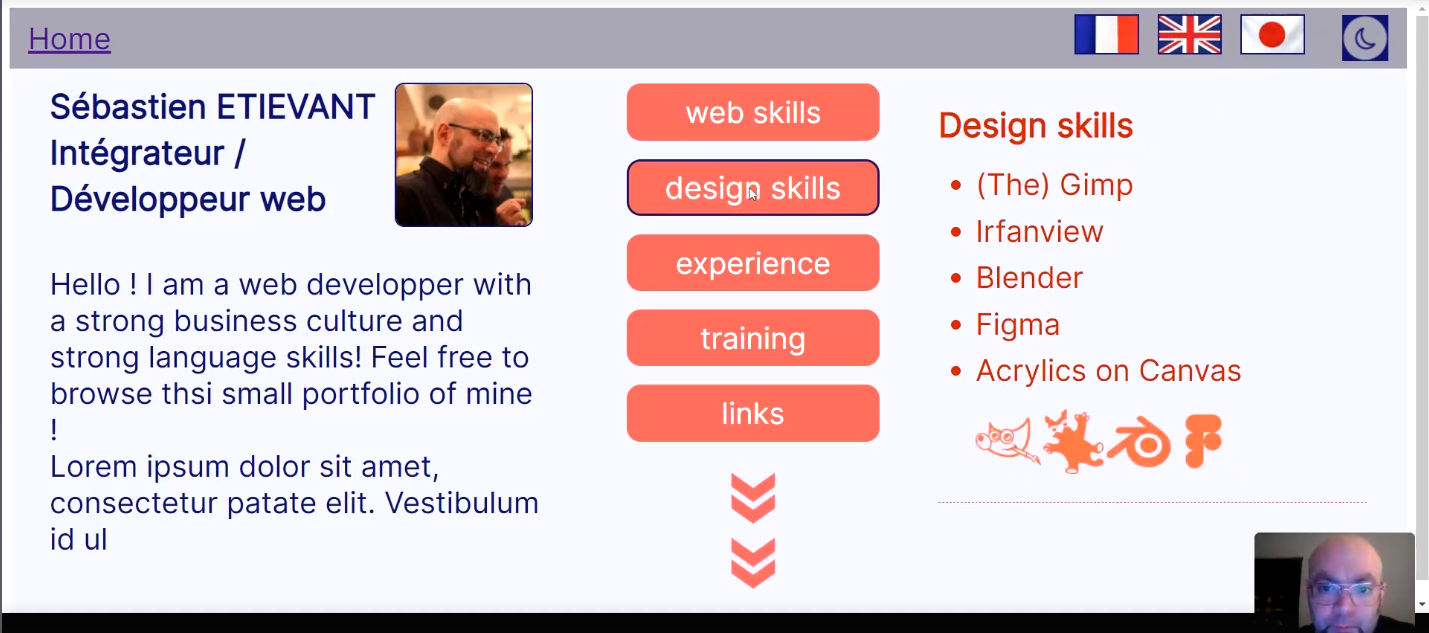 Home
Sébastien ETIEVANT
Intégrateur /
Développeur web
Hello ! I am a web developper with
a strong business culture and
strong language skills! Feel free to
browse thsi small portfolio of mine
!
Lorem ipsum dolor sit amet,
consectetur patate elit. Vestibulum
id ul
web skills
design skills
experience
training
links
Design skills
(The) Gimp
Irfanview
Blender
Figma
Acrylics on Canvas